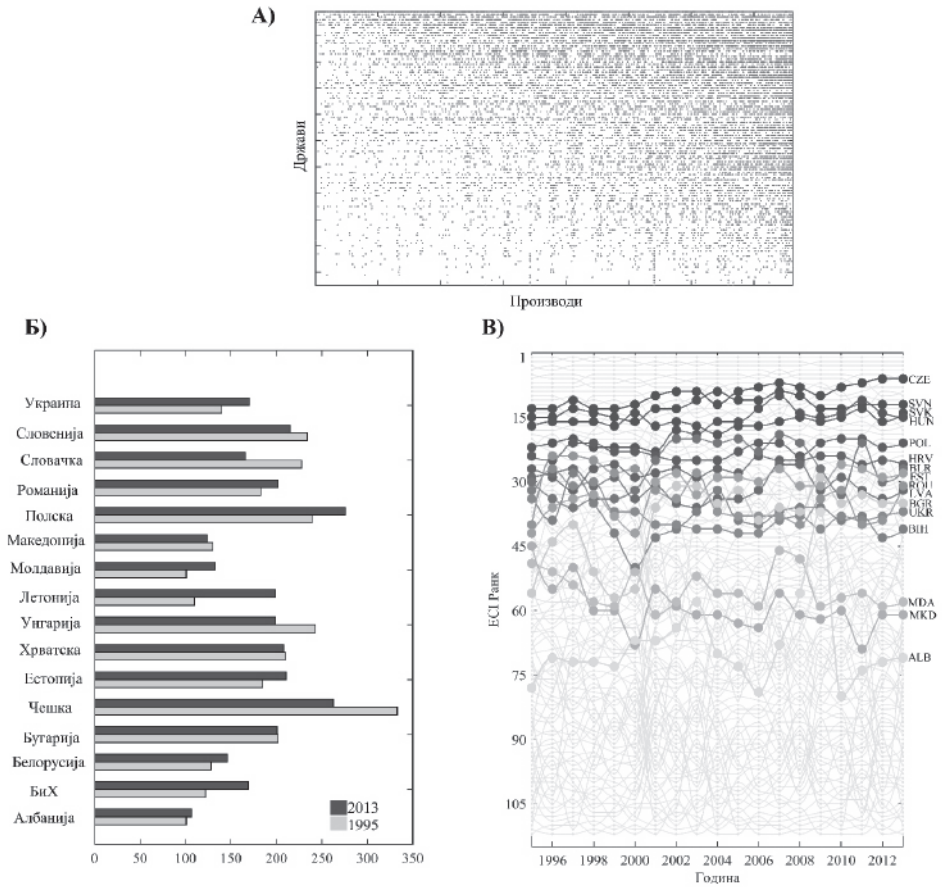 А)
Држави
Производи
Б)
Украина
Словенија
Словачка
Романија
Полска
Македонија
Молдавија
Летонија
Унгарија
Хрватска
Естонија
Чешка
Бугарија
Белорусија
БиХ
Албанија
2013
1995
0 50 100 150 200 250 300 350
В)
ECI Ранк
1
15
30
45
60
75
90
105
CZE
SVN
SVK
HUN
POL
HRV
BLR
EST
ROU
LVA
BGR
UKR
BIH
MDA
MKD
ALB
1996 1998 2000 2002 2004 2006 2008 2010 2012
Година